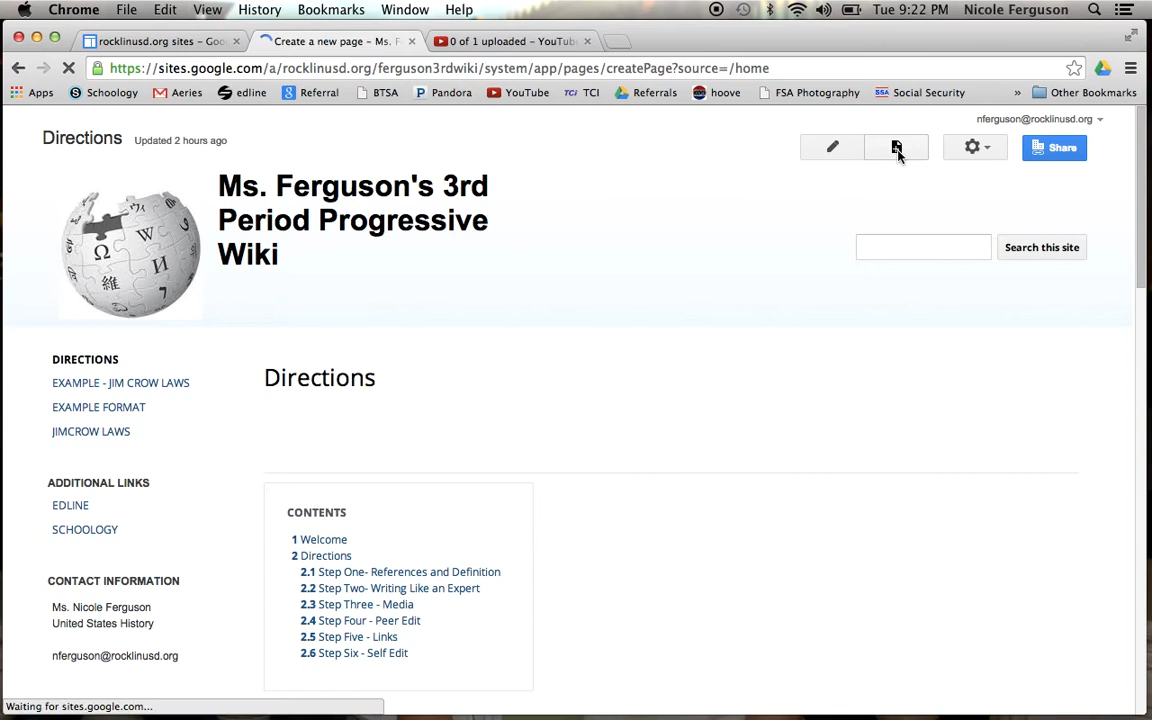 Chrome File Edit View History Bookmarks Window Help Tue 9:22 PM Nicole Ferguson
rocklinusd.org sites – Goo
Create a new page – Ms. F
0 of 1 uploaded – YouTub
https://sites.google.com/a/rocklinusd.org/ferguson3rdwiki/system/app/pages/createPage?source=/home
Apps Schoology Aeries edline Referral BTSA Pandora YouTube TCi TCI Referrals hoove FSA Photography SSA Social Security » Other Bookmarks
nferguson@rocklinusd.org
Directions Updated 2 hours ago
Share
Ms. Ferguson's 3rd
Period Progressive
Wiki
Search this site
DIRECTIONS
EXAMPLE - JIM CROW LAWS
EXAMPLE FORMAT
JIMCROW LAWS
ADDITIONAL LINKS
EDLINE
SCHOOLOGY
CONTACT INFORMATION
Ms. Nicole Ferguson
United States History
nferguson@rocklinusd.org
Directions
CONTENTS
1 Welcome
2 Directions
2.1 Step One- References and Definition
2.2 Step Two- Writing Like an Expert
2.3 Step Three - Media
2.4 Step Four - Peer Edit
2.5 Step Five - Links
2.6 Step Six - Self Edit
Waiting for sites.google.com...